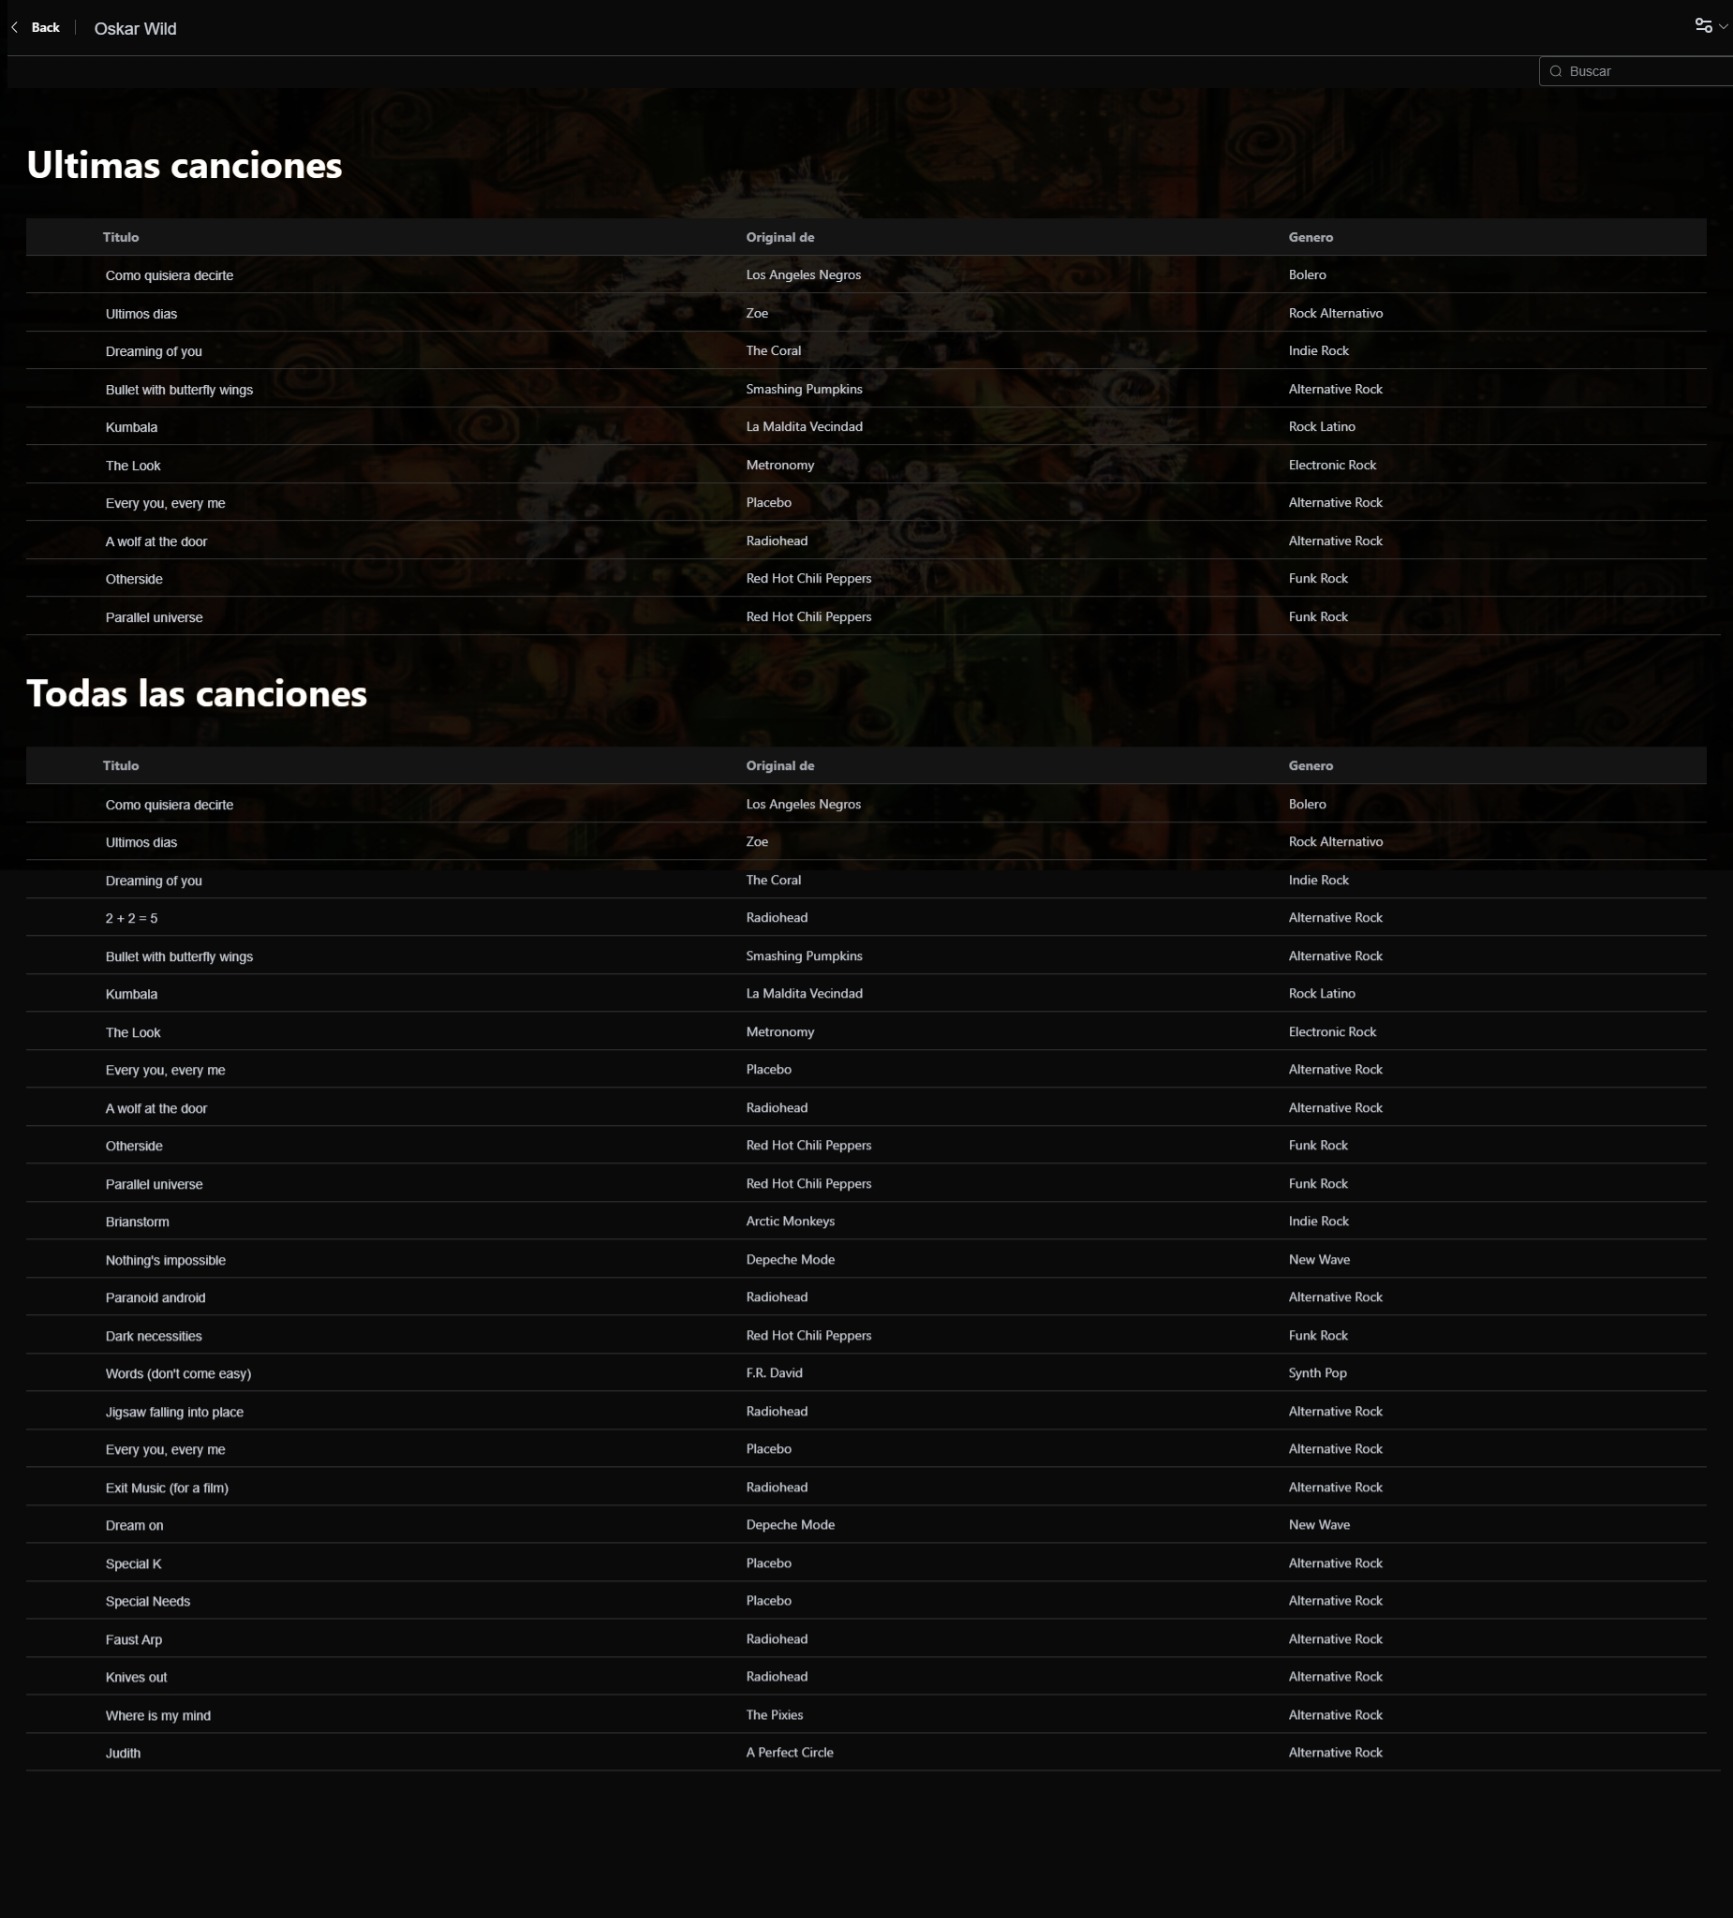 Back Oskar Wild
Buscar
Ultimas canciones
Titulo Original de Genero
Como quisiera decirte Los Angeles Negros Bolero
Ultimos dias Zoe Rock Alternativo
Dreaming of you The Coral Indie Rock
Bullet with butterfly wings Smashing Pumpkins Alternative Rock
Kumbala La Maldita Vecindad Rock Latino
The Look Metronomy Electronic Rock
Every you, every me Placebo Alternative Rock
A wolf at the door Radiohead Alternative Rock
Otherside Red Hot Chili Peppers Funk Rock
Parallel universe Red Hot Chili Peppers Funk Rock
Todas las canciones
Titulo Original de Genero
Como quisiera decirte Los Angeles Negros Bolero
Ultimos dias Zoe Rock Alternativo
Dreaming of you The Coral Indie Rock
2 + 2 = 5 Radiohead Alternative Rock
Bullet with butterfly wings Smashing Pumpkins Alternative Rock
Kumbala La Maldita Vecindad Rock Latino
The Look Metronomy Electronic Rock
Every you, every me Placebo Alternative Rock
A wolf at the door Radiohead Alternative Rock
Otherside Red Hot Chili Peppers Funk Rock
Parallel universe Red Hot Chili Peppers Funk Rock
Brianstorm Arctic Monkeys Indie Rock
Nothing's impossible Depeche Mode New Wave
Paranoid android Radiohead Alternative Rock
Dark necessities Red Hot Chili Peppers Funk Rock
Words (don't come easy) F.R. David Synth Pop
Jigsaw falling into place Radiohead Alternative Rock
Every you, every me Placebo Alternative Rock
Exit Music (for a film) Radiohead Alternative Rock
Dream on Depeche Mode New Wave
Special K Placebo Alternative Rock
Special Needs Placebo Alternative Rock
Faust Arp Radiohead Alternative Rock
Knives out Radiohead Alternative Rock
Where is my mind The Pixies Alternative Rock
Judith A Perfect Circle Alternative Rock